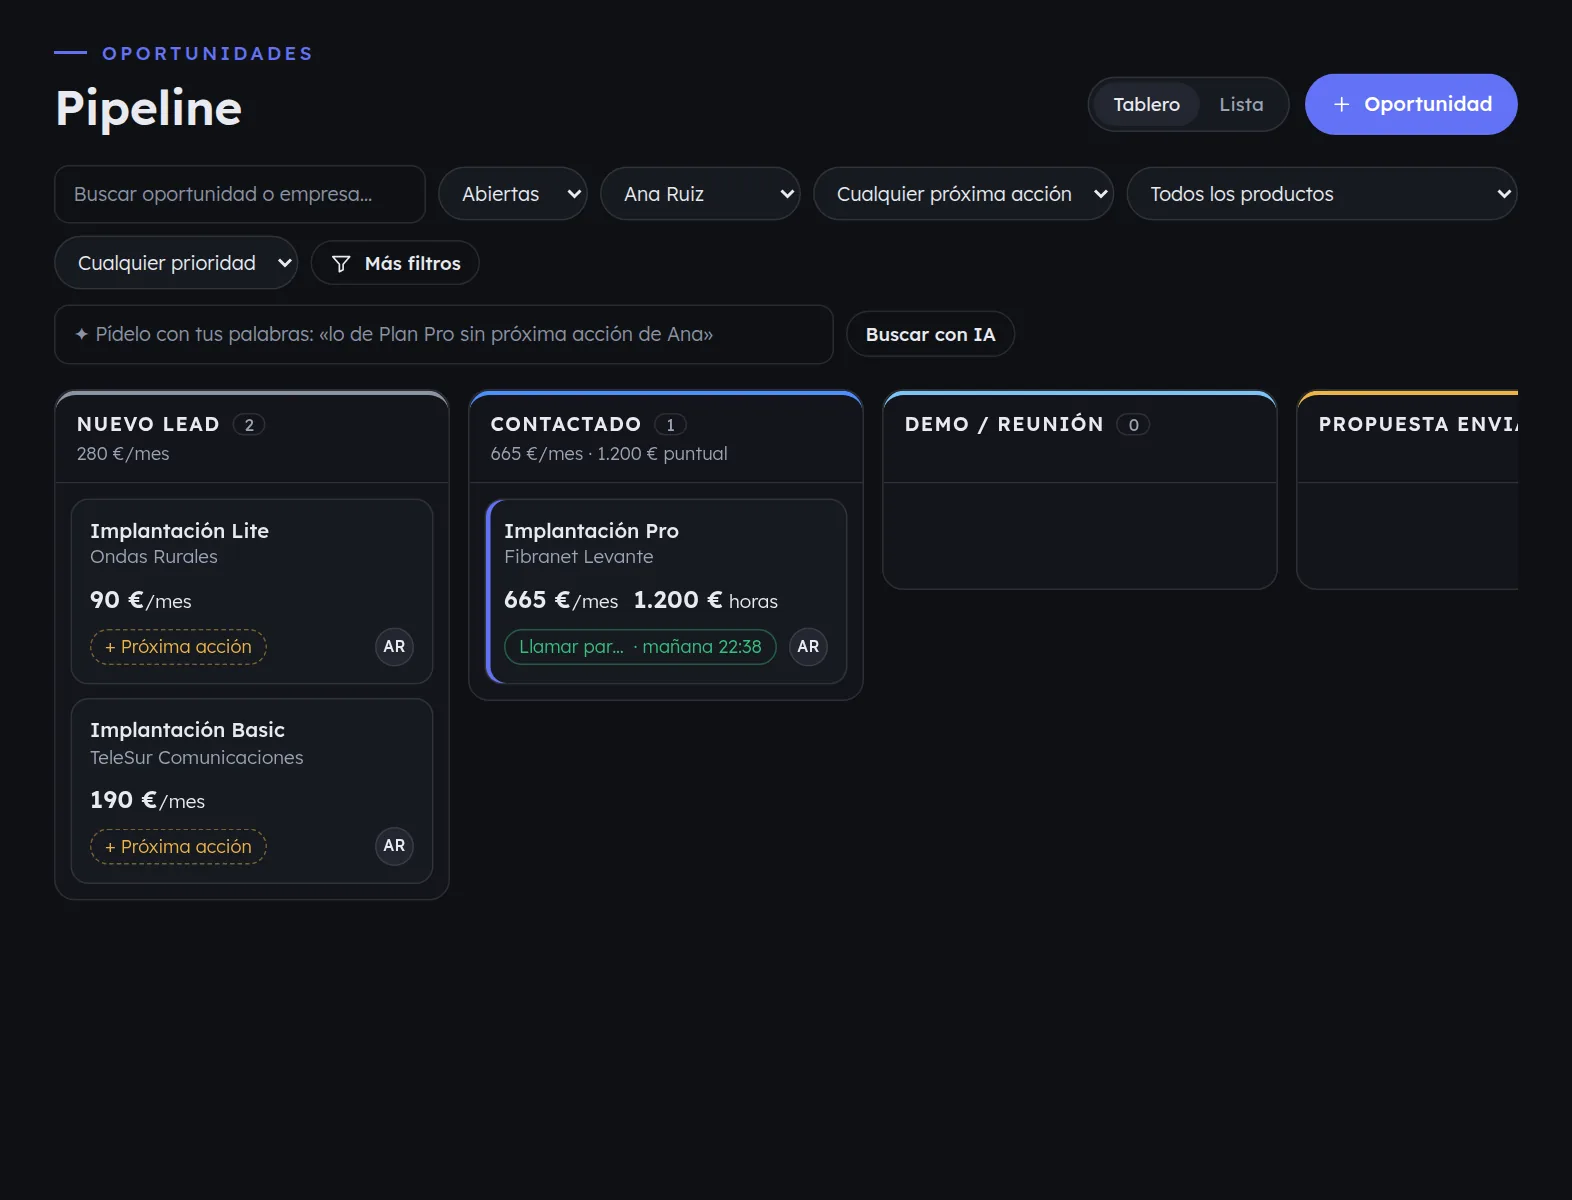 OPORTUNIDADES
Pipeline
Tablero
Lista
+ Oportunidad
Buscar oportunidad o empresa...
Abiertas
Ana Ruiz
Cualquier próxima acción
Todos los productos
Cualquier prioridad
Más filtros
✦ Pídelo con tus palabras: «lo de Plan Pro sin próxima acción de Ana»
Buscar con IA
NUEVO LEAD 2
280 €/mes
Implantación Lite
Ondas Rurales
90 €/mes
+ Próxima acción
AR
Implantación Basic
TeleSur Comunicaciones
190 €/mes
+ Próxima acción
AR
CONTACTADO 1
665 €/mes · 1.200 € puntual
Implantación Pro
Fibranet Levante
665 €/mes 1.200 € horas
Llamar par... · mañana 22:38
AR
DEMO / REUNIÓN 0
PROPUESTA ENVI